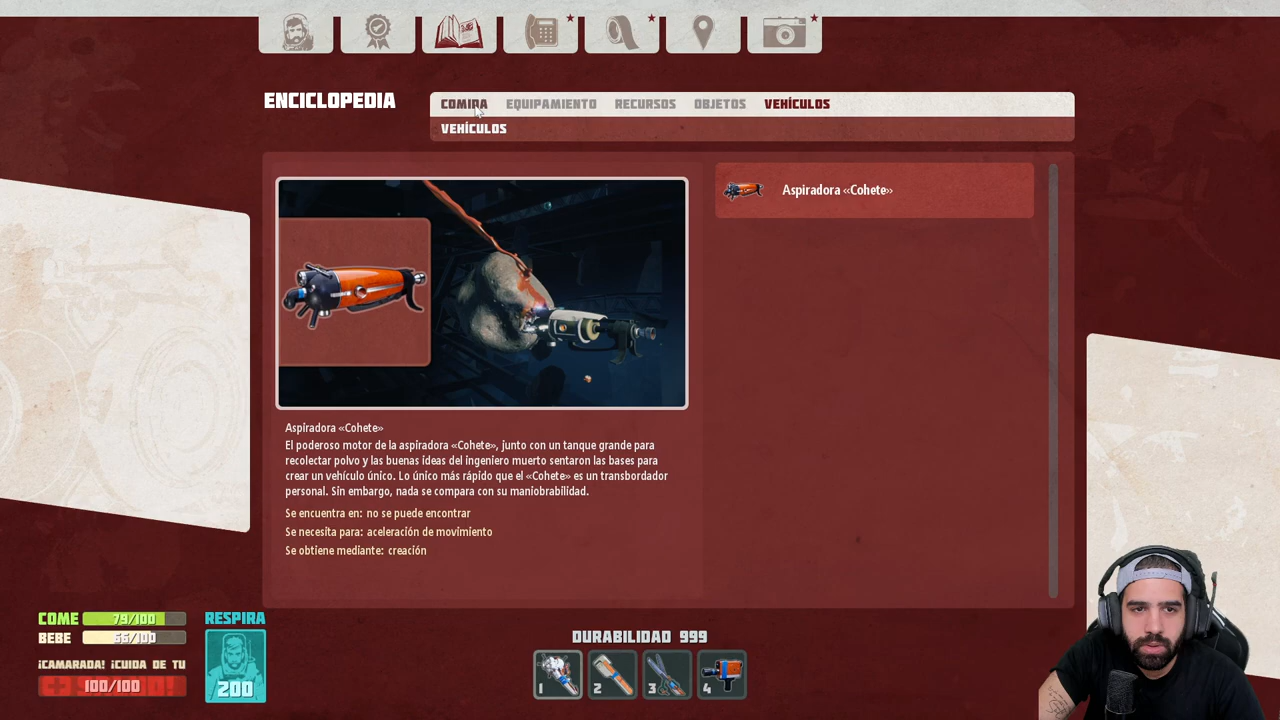 ENCICLOPEDIA
COMIDA EQUIPAMIENTO RECURSOS OBJETOS VEHÍCULOS
VEHÍCULOS
Aspiradora «Cohete»
Aspiradora «Cohete»
El poderoso motor de la aspiradora «Cohete», junto con un tanque grande para
recolectar polvo y las buenas ideas del ingeniero muerto sentaron las bases para
crear un vehículo único. Lo único más rápido que el «Cohete» es un transbordador
personal. Sin embargo, nada se compara con su maniobrabilidad.
Se encuentra en: no se puede encontrar
Se necesita para: aceleración de movimiento
Se obtiene mediante: creación
COME 79/100
BEBE 66/100
¡CAMARADA! ¡CUIDA DE TU
100/100
RESPIRA
200
DURABILIDAD 999
1 2 3 4